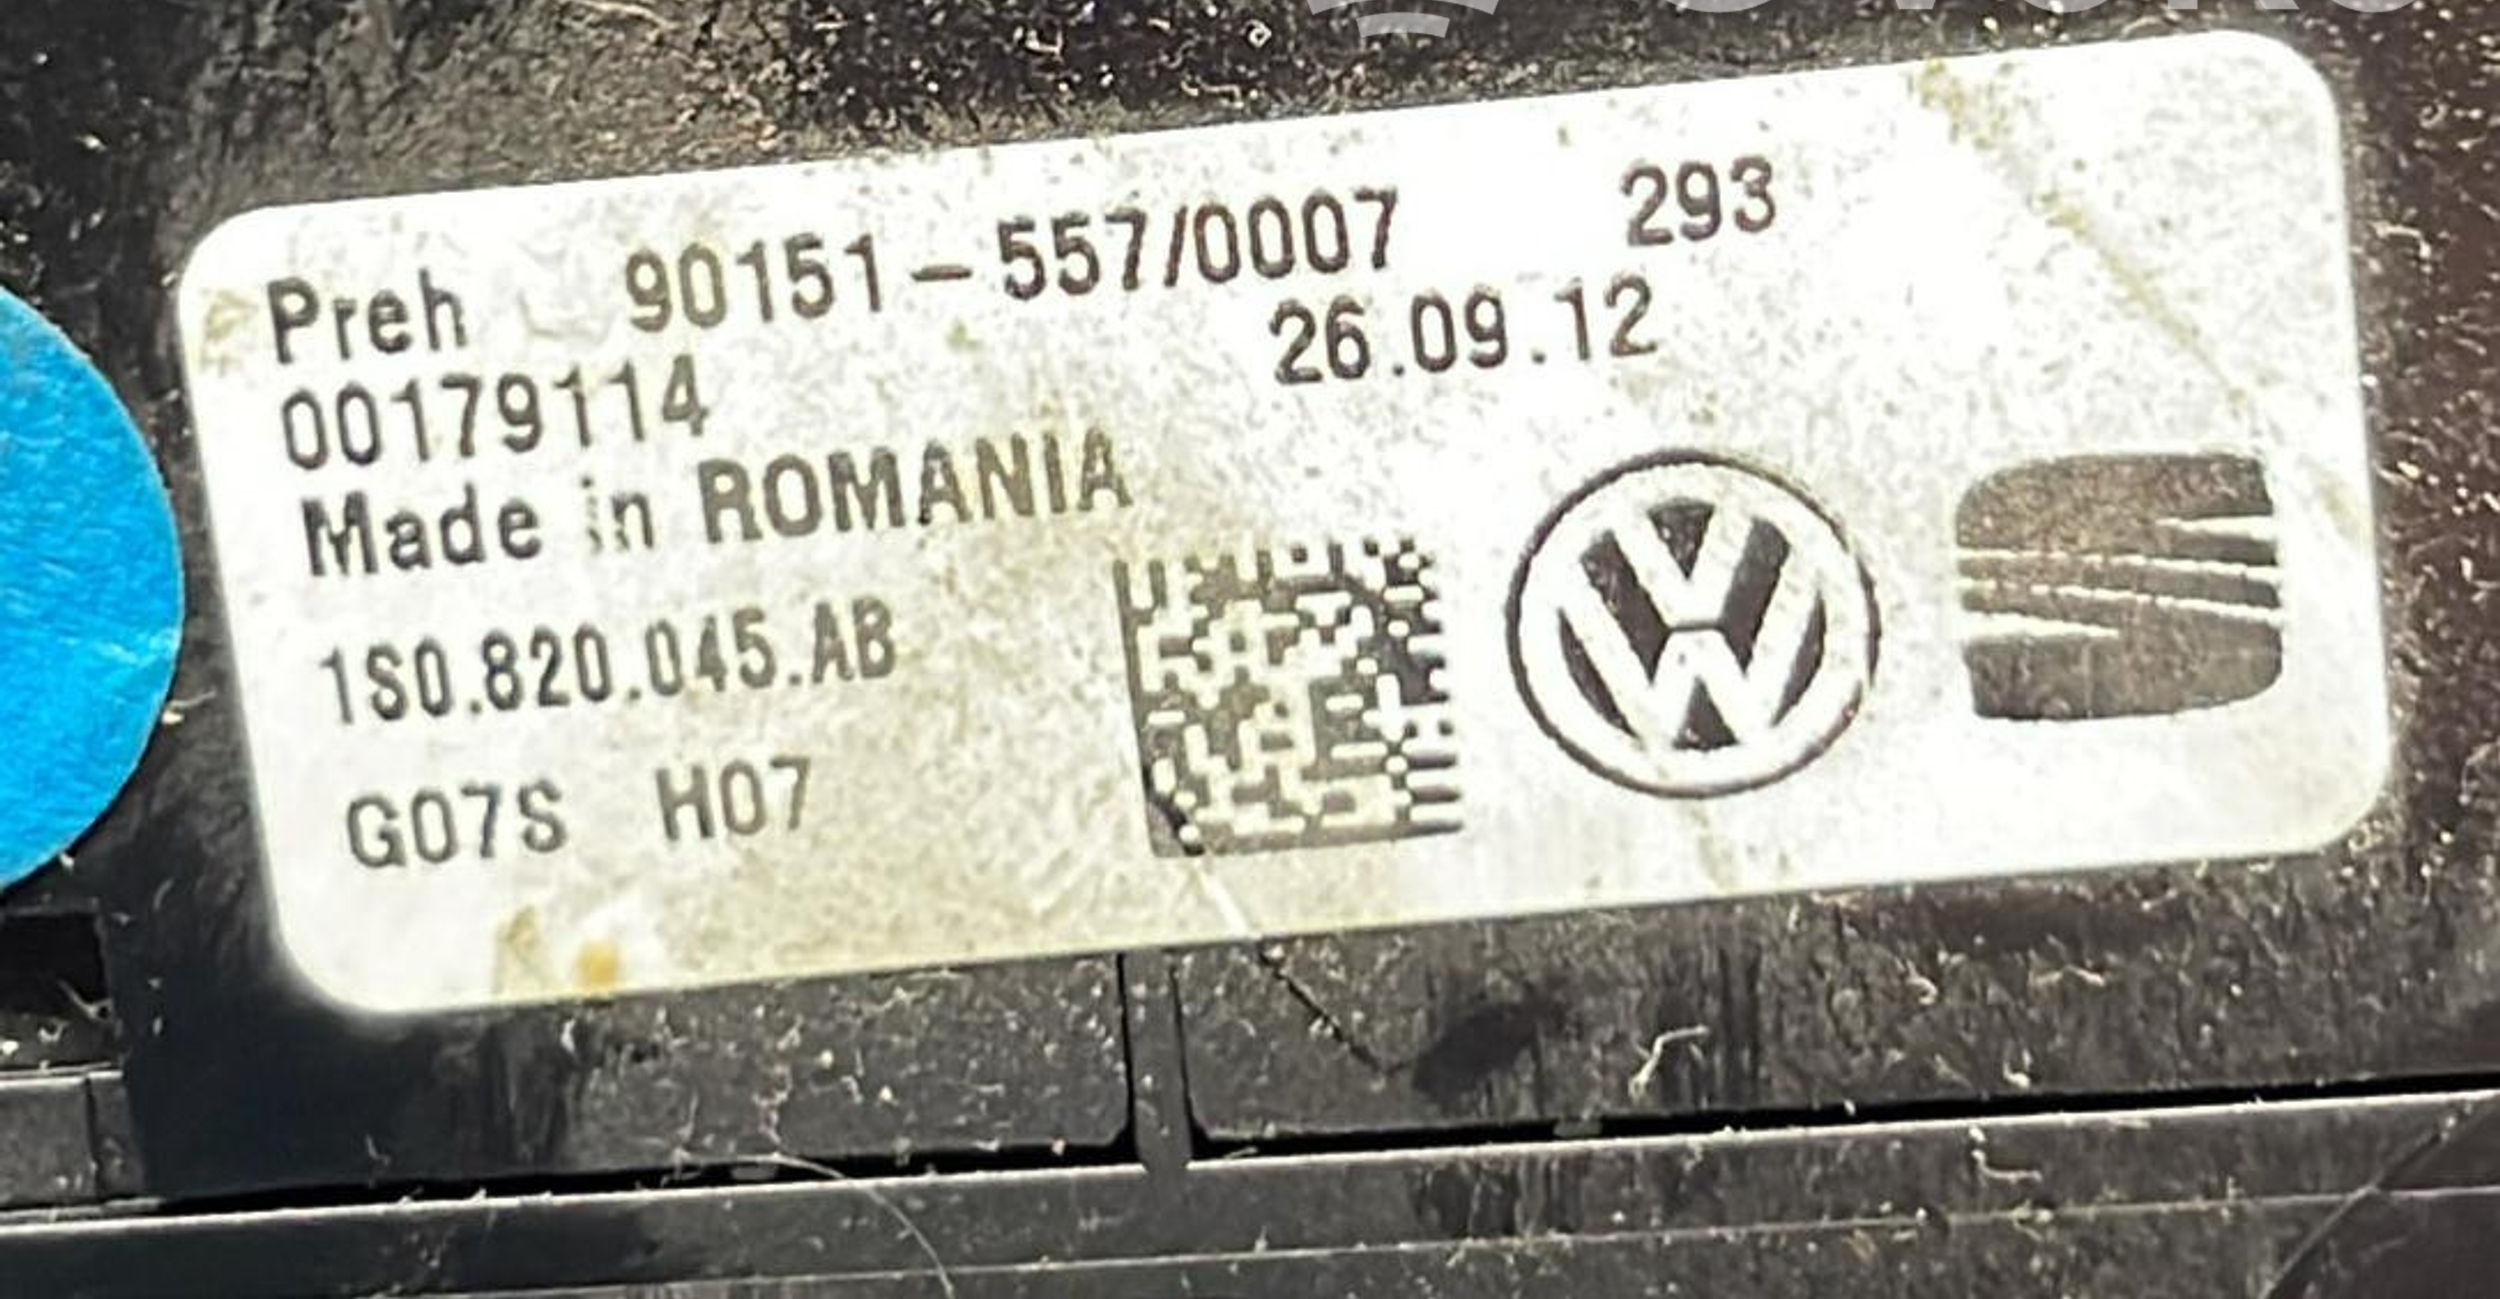 Preh 90151-557/0007 293
00179114 26.09.12
Made in ROMANIA
1S0.820.045.AB
G07S H07